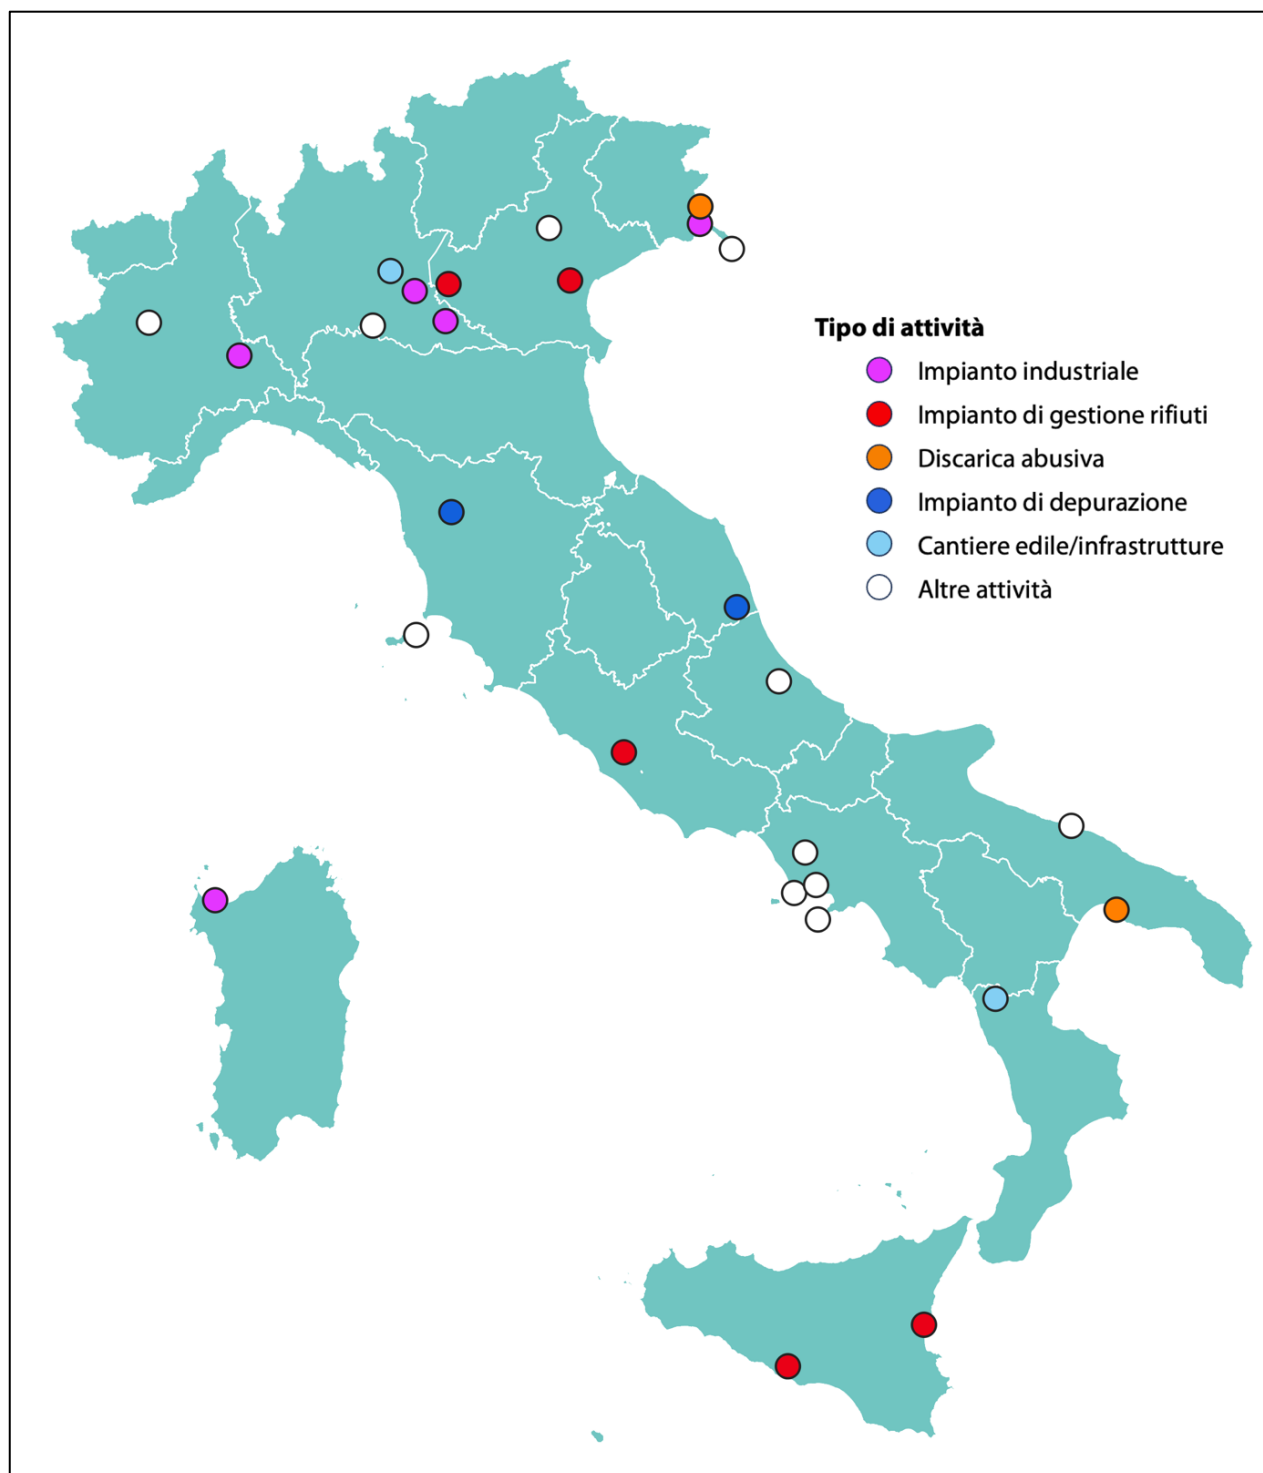 Tipo di attività
Impianto industriale
Impianto di gestione rifiuti
Discarica abusiva
Impianto di depurazione
Cantiere edile/infrastrutture
Altre attività